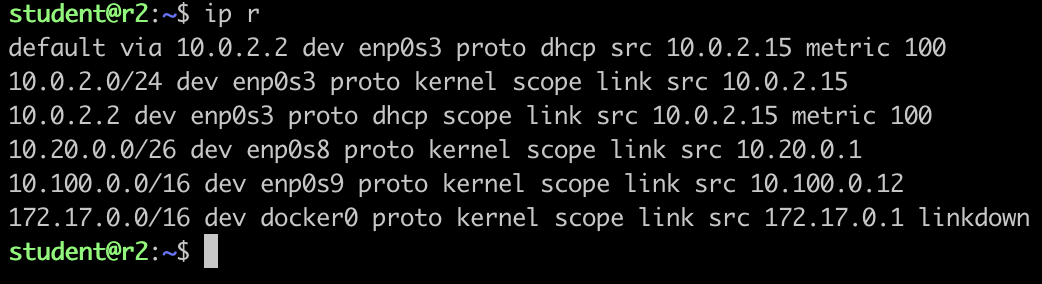 student@r2:~$ ip r
default via 10.0.2.2 dev enp0s3 proto dhcp src 10.0.2.15 metric 100
10.0.2.0/24 dev enp0s3 proto kernel scope link src 10.0.2.15
10.0.2.2 dev enp0s3 proto dhcp scope link src 10.0.2.15 metric 100
10.20.0.0/26 dev enp0s8 proto kernel scope link src 10.20.0.1
10.100.0.0/16 dev enp0s9 proto kernel scope link src 10.100.0.12
172.17.0.0/16 dev docker0 proto kernel scope link src 172.17.0.1 linkdown
student@r2:~$